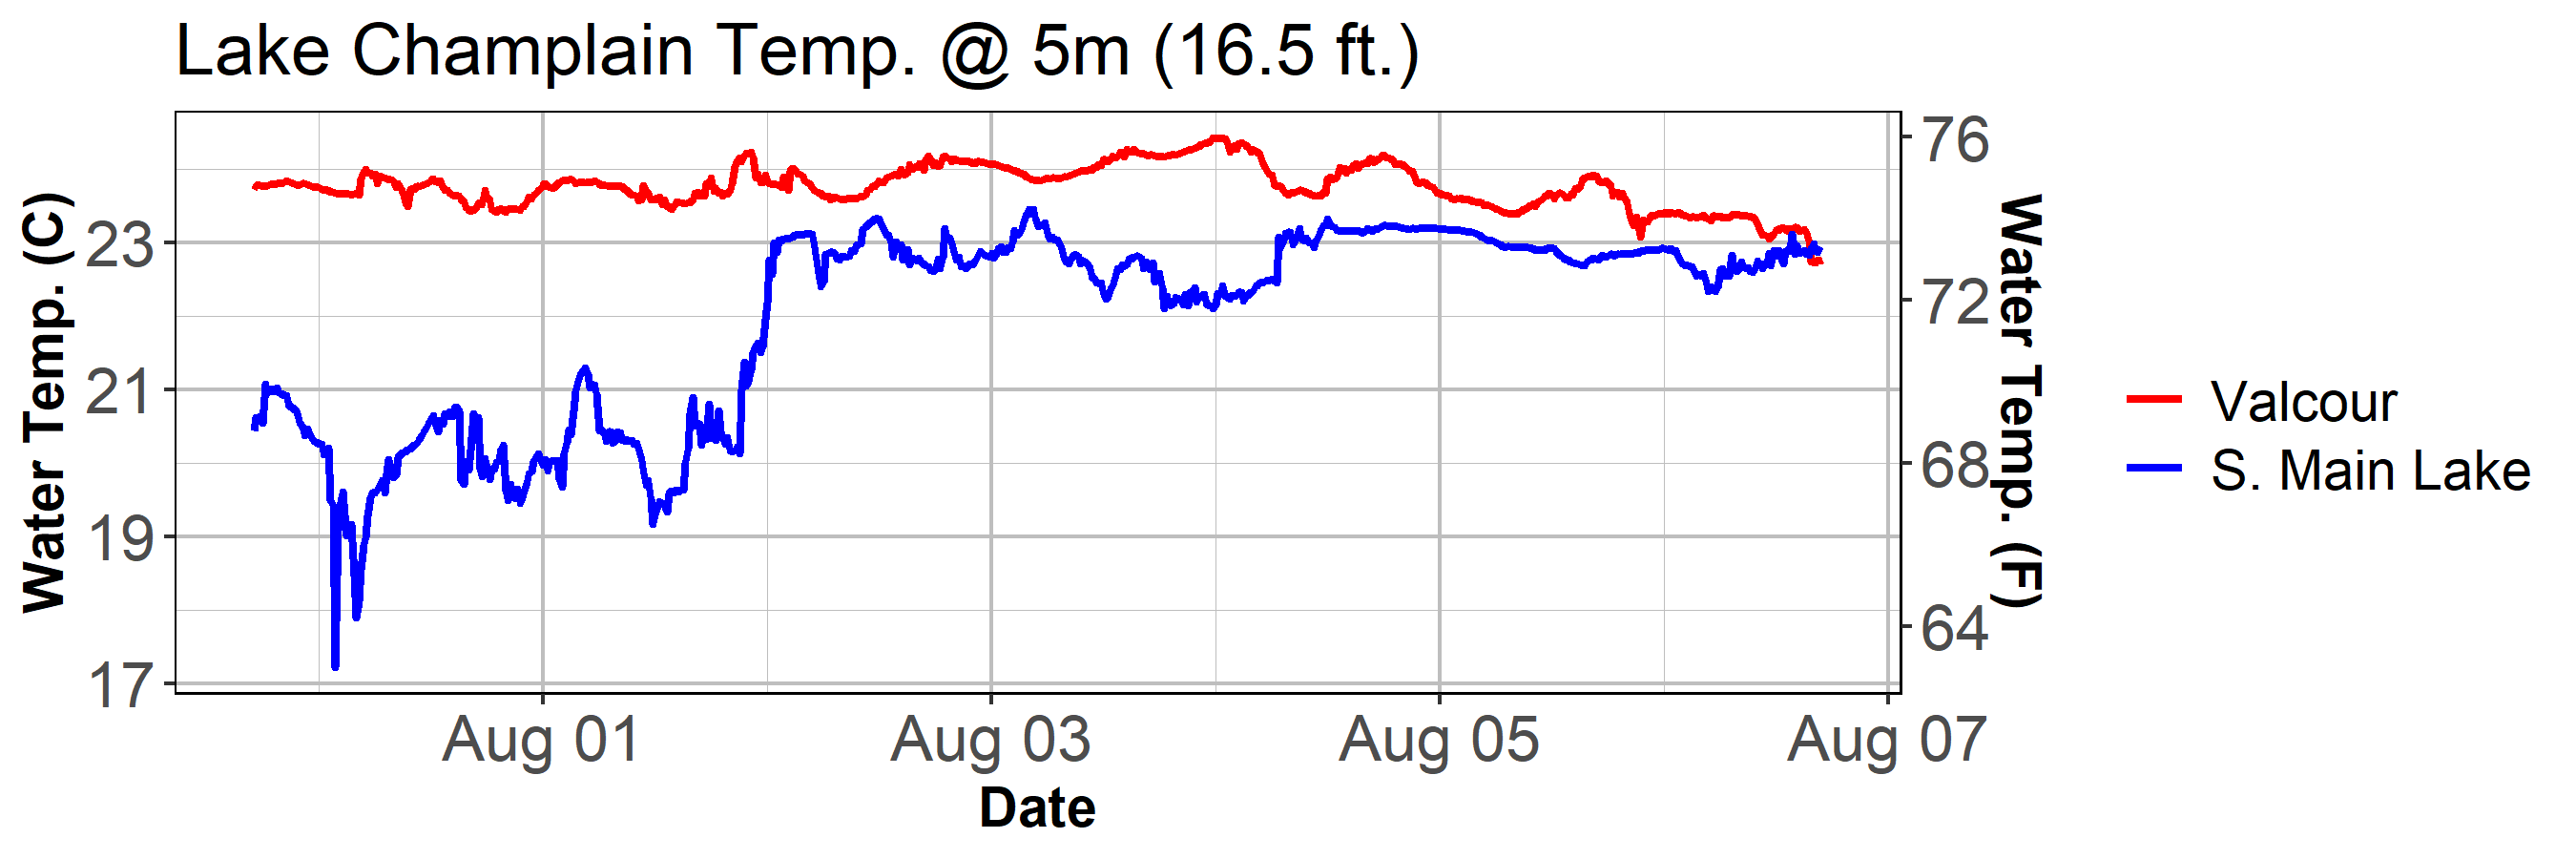 Lake Champlain Temp. @ 5m (16.5 ft.)
Water Temp. (C)
23
21
19
17
76
72
68
64
Water Temp. (F)
Aug 01
Aug 03
Aug 05
Aug 07
Date
Valcour
S. Main Lake